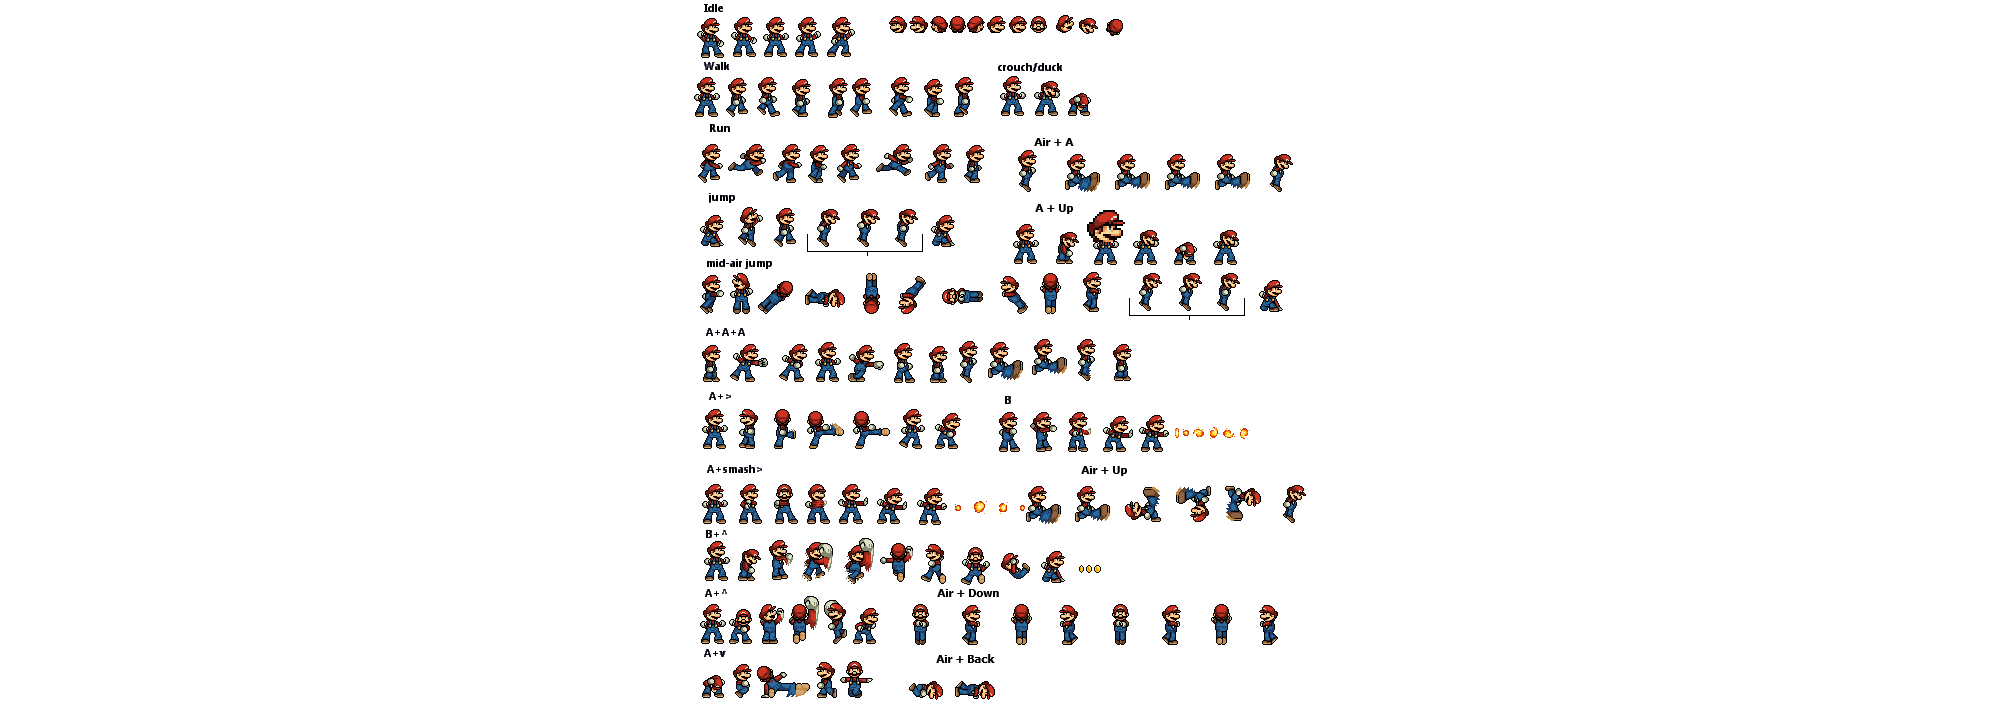 Idle
Walk
crouch/duck
Run
Air + A
jump
A + Up
mid-air jump
A+A+A
A+>
B
A+smash>
Air + Up
B+^
A+^
Air + Down
A+v
Air + Back